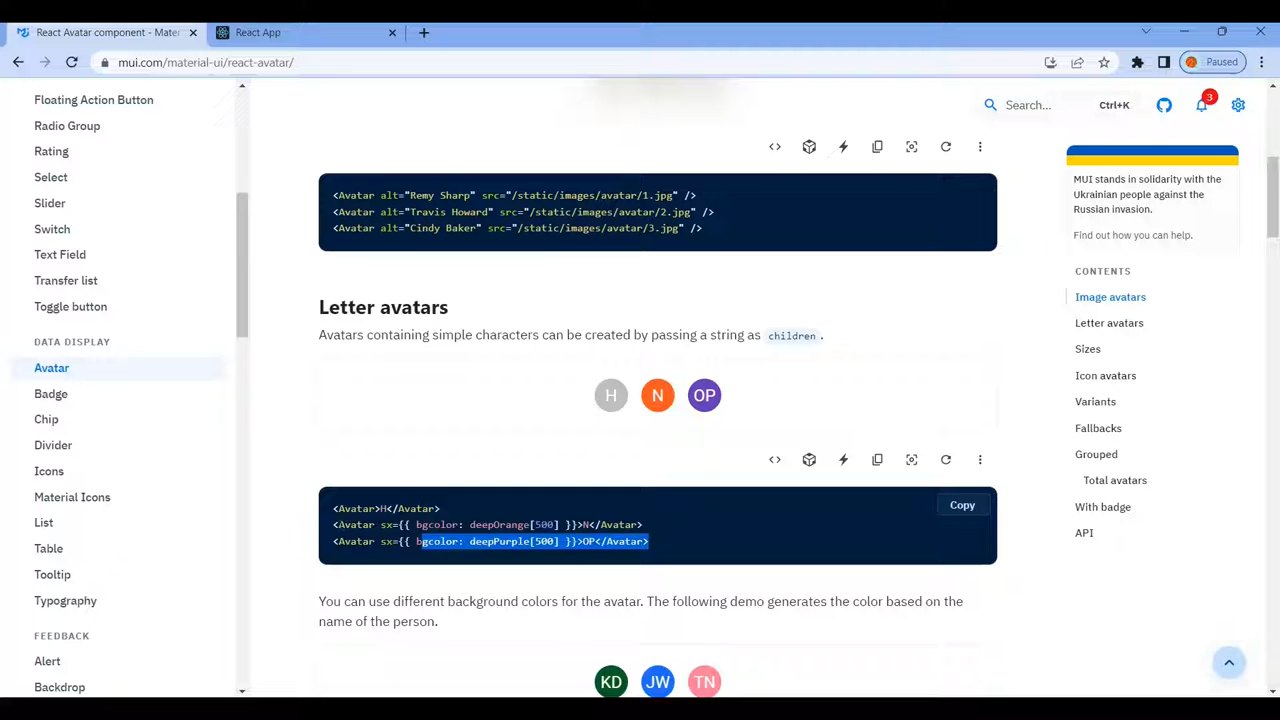 React Avatar component - Mater
React App
mui.com/material-ui/react-avatar/
Paused
Floating Action Button
Radio Group
Rating
Select
Slider
Switch
Text Field
Transfer list
Toggle button
DATA DISPLAY
Avatar
Badge
Chip
Divider
Icons
Material Icons
List
Table
Tooltip
Typography
FEEDBACK
Alert
Backdrop
Search...
Ctrl+K
3
<Avatar alt="Remy Sharp" src="/static/images/avatar/1.jpg" />
<Avatar alt="Travis Howard" src="/static/images/avatar/2.jpg" />
<Avatar alt="Cindy Baker" src="/static/images/avatar/3.jpg" />
Letter avatars
Avatars containing simple characters can be created by passing a string as children.
H N OP
Copy
<Avatar>H</Avatar>
<Avatar sx={{ bgcolor: deepOrange[500] }}>N</Avatar>
<Avatar sx={{ bgcolor: deepPurple[500] }}>OP</Avatar>
You can use different background colors for the avatar. The following demo generates the color based on the
name of the person.
KD JW TN
MUI stands in solidarity with the
Ukrainian people against the
Russian invasion.
Find out how you can help.
CONTENTS
Image avatars
Letter avatars
Sizes
Icon avatars
Variants
Fallbacks
Grouped
Total avatars
With badge
API